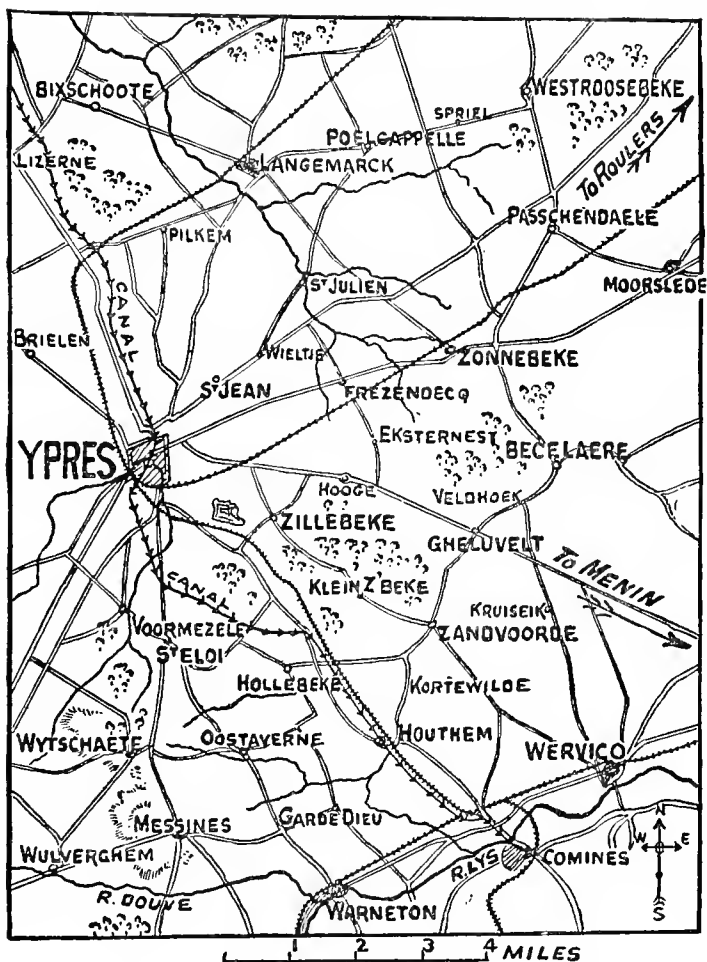 BIXSCHOOTE
WESTROOSEBEKE
SPRIEL
POELCAPPELLE
LIZERNE
LANGEMARCK
TO ROULERS
PASSCHENDAELE
PILKEM
MOORSLEDE
ST JULIEN
CANAL
BRIELEN
WIELTJE
ZONNEBEKE
ST JEAN
FREZENDECQ
EKSTERNEST
BECELAERE
YPRES
HOOGE
VELDHOEK
ZILLEBEKE
GHELUVELT
TO MENIN
CANAL
KLEIN Z'BEKE
KRUISEIK
VOORMEZELE
ZANDVOORDE
ST ELOI
HOLLEBEKE
KORTEWILDE
WYTSCHAETE
OOSTAVERNE
HOUTHEM
WERVICQ
N
MESSINES
GARDE DIEU
W E
WULVERGHEM
R. LYS
COMINES
R. DOUVE
WARNETON
S
1 2 3 4 MILES